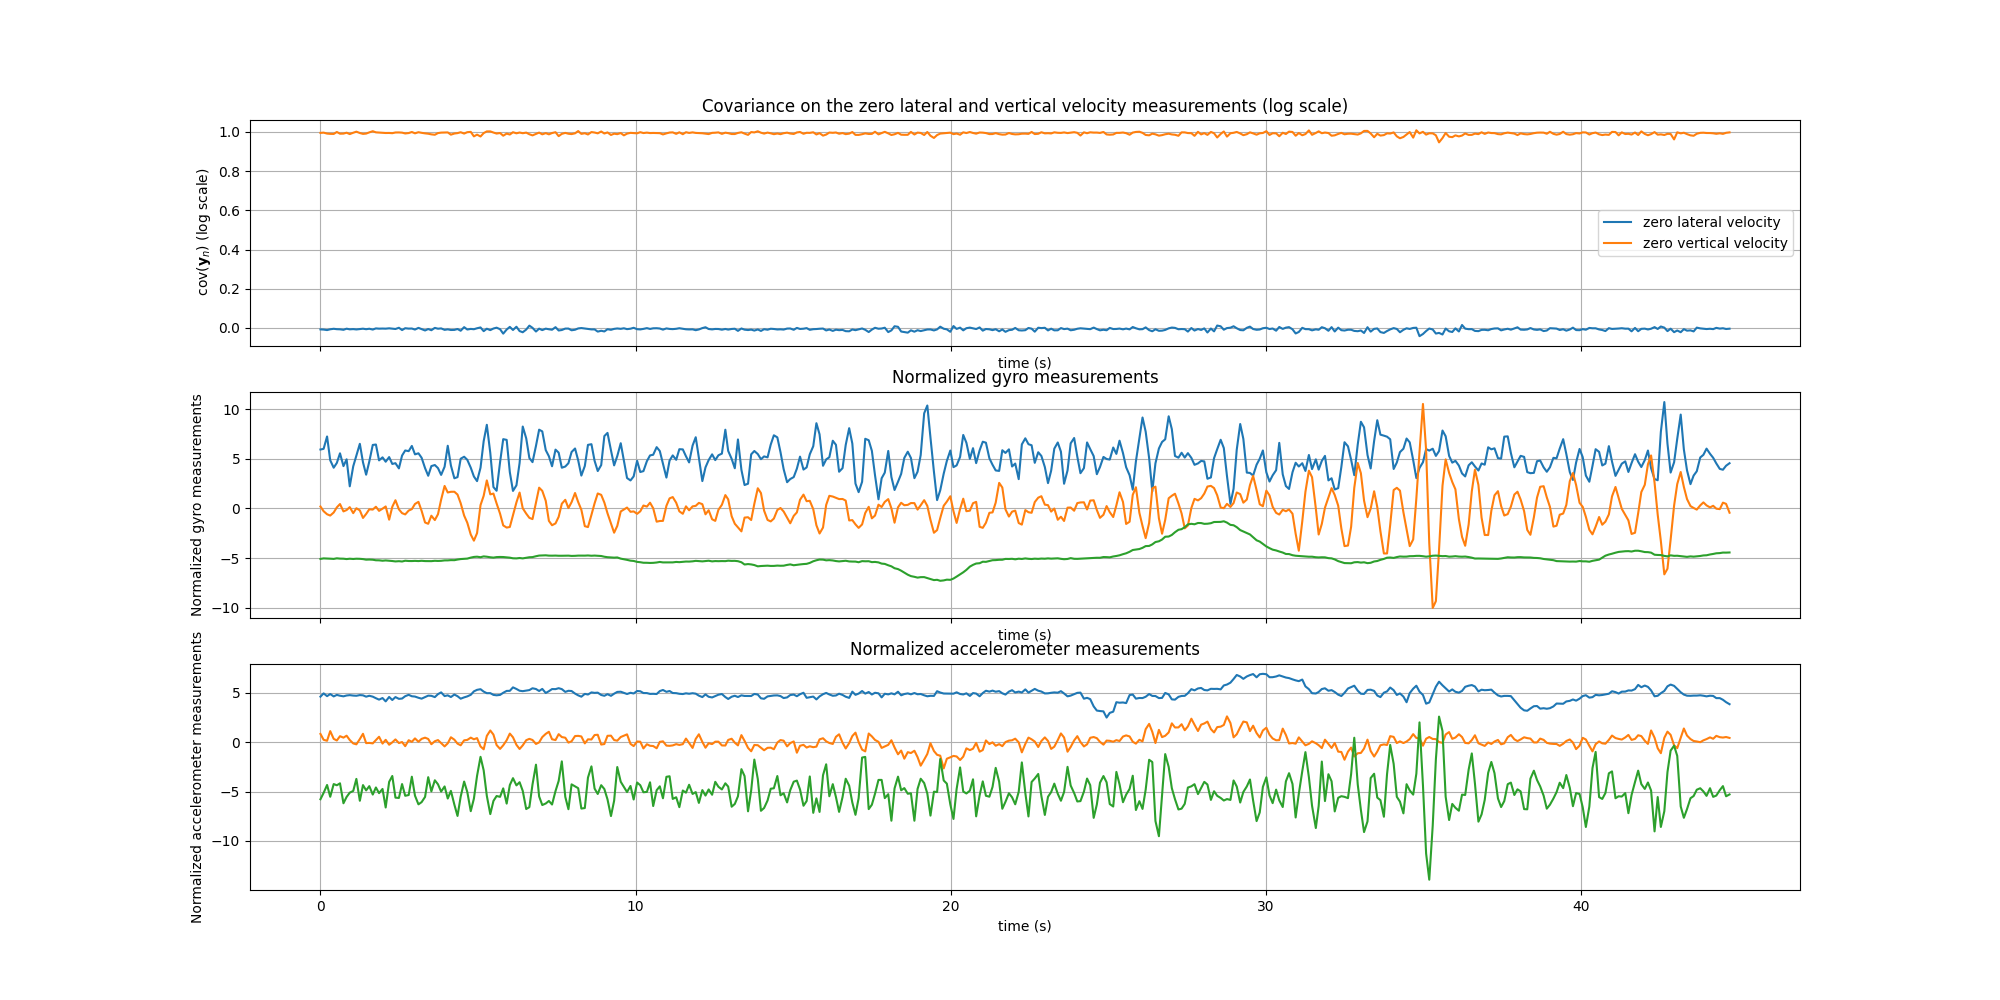 Covariance on the zero lateral and vertical velocity measurements (log scale)
cov(𝐲ₙ) (log scale)
1.0
0.8
0.6
0.4
0.2
0.0
zero lateral velocity
zero vertical velocity
time (s)
Normalized gyro measurements
Normalized gyro measurements
10
5
0
−5
−10
time (s)
Normalized accelerometer measurements
Normalized accelerometer measurements
5
0
−5
−10
0 10 20 30 40
time (s)